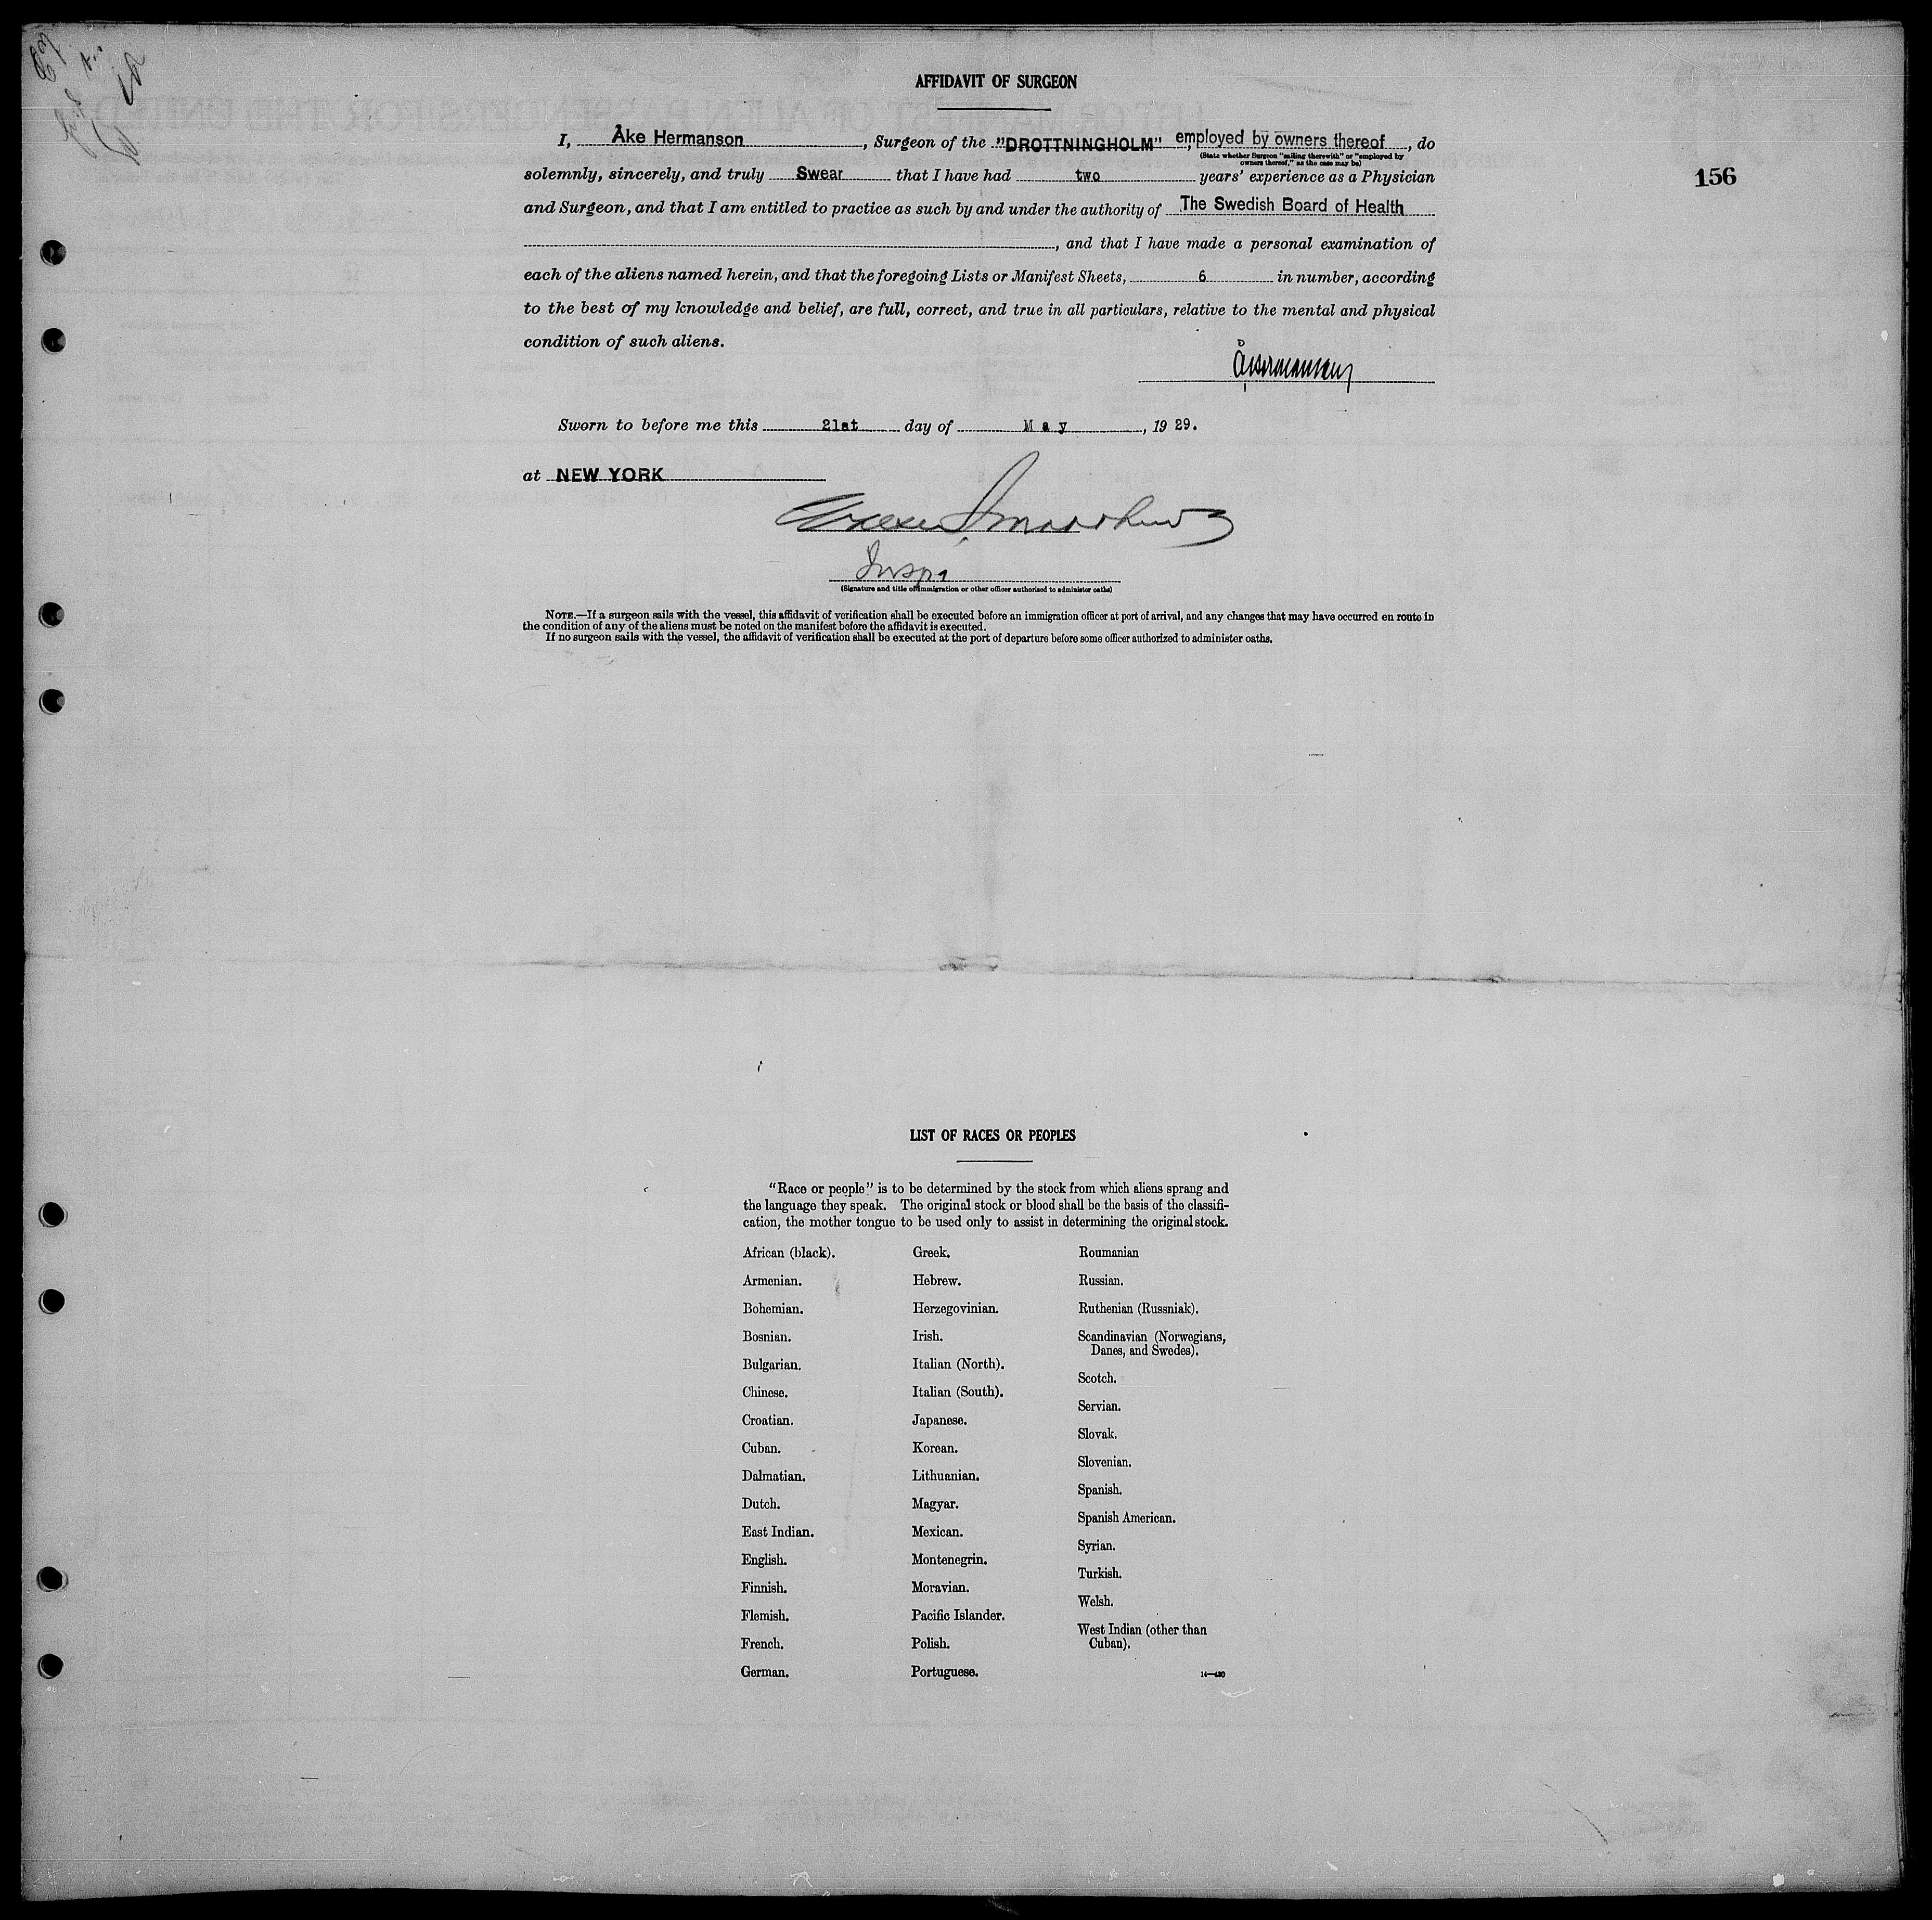 AFFIDAVIT OF SURGEON
I, Åke Hermanson, Surgeon of the "DROTTNINGHOLM", employed by owners thereof, do
(State whether Surgeon "sailing therewith" or "employed by
owners thereof," as the case may be)
solemnly, sincerely, and truly Swear that I have had two years' experience as a Physician
156
and Surgeon, and that I am entitled to practice as such by and under the authority of The Swedish Board of Health
, and that I have made a personal examination of
each of the aliens named herein, and that the foregoing Lists or Manifest Sheets, 6 in number, according
to the best of my knowledge and belief, are full, correct, and true in all particulars, relative to the mental and physical
condition of such aliens.
ÅHermanson
Sworn to before me this 21st day of May, 1929.
at NEW YORK
Insp.
(Signature and title of immigration or other officer authorized to administer oaths)
NOTE.—If a surgeon sails with the vessel, this affidavit of verification shall be executed before an immigration officer at port of arrival, and any changes that may have occurred en route in
the condition of any of the aliens must be noted on the manifest before the affidavit is executed.
If no surgeon sails with the vessel, the affidavit of verification shall be executed at the port of departure before some officer authorized to administer oaths.
LIST OF RACES OR PEOPLES
"Race or people" is to be determined by the stock from which aliens sprang and
the language they speak. The original stock or blood shall be the basis of the classifi-
cation, the mother tongue to be used only to assist in determining the original stock.
African (black).
Armenian.
Bohemian.
Bosnian.
Bulgarian.
Chinese.
Croatian.
Cuban.
Dalmatian.
Dutch.
East Indian.
English.
Finnish.
Flemish.
French.
German.
Greek.
Hebrew.
Herzegovinian.
Irish.
Italian (North).
Italian (South).
Japanese.
Korean.
Lithuanian.
Magyar.
Mexican.
Montenegrin.
Moravian.
Pacific Islander.
Polish.
Portuguese.
Roumanian
Russian.
Ruthenian (Russniak).
Scandinavian (Norwegians,
Danes, and Swedes).
Scotch.
Servian.
Slovak.
Slovenian.
Spanish.
Spanish American.
Syrian.
Turkish.
Welsh.
West Indian (other than
Cuban).
14—430